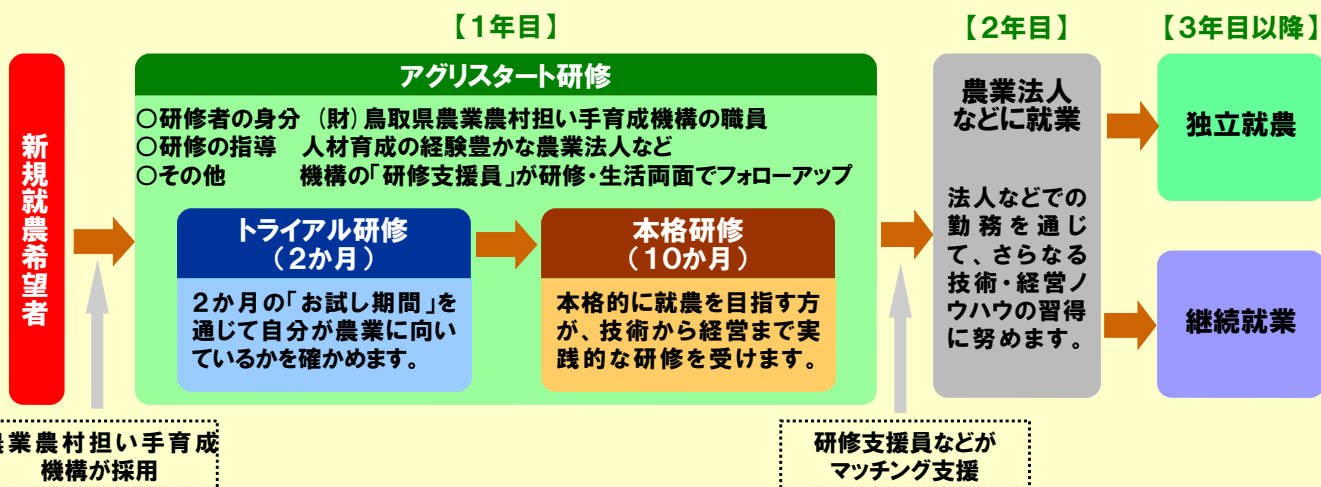 【1年目】
【2年目】
【3年目以降】
新規就農希望者
アグリスタート研修
○研修者の身分 (財)鳥取県農業農村担い手育成機構の職員
○研修の指導 人材育成の経験豊かな農業法人など
○その他 機構の「研修支援員」が研修・生活両面でフォローアップ
トライアル研修
(2か月)
2か月の「お試し期間」を
通じて自分が農業に向い
ているかを確かめます。
本格研修
(10か月)
本格的に就農を目指す方
が、技術から経営まで実
践的な研修を受けます。
農業法人
などに就業
法人などでの
勤務を通じ
て、さらなる
技術・経営ノ
ウハウの習得
に努めます。
独立就農
継続就業
業農村担い手育成
機構が採用
研修支援員などが
マッチング支援